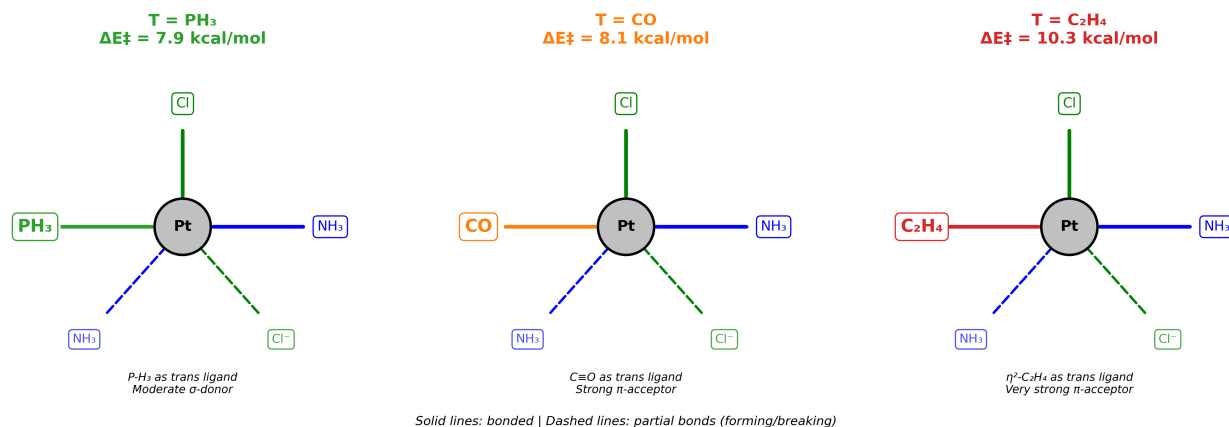 T = PH₃
ΔE‡ = 7.9 kcal/mol
Cl
PH₃
Pt
NH₃
NH₃
Cl⁻
P-H₃ as trans ligand
Moderate σ-donor
T = CO
ΔE‡ = 8.1 kcal/mol
Cl
CO
Pt
NH₃
NH₃
Cl⁻
C≡O as trans ligand
Strong π-acceptor
T = C₂H₄
ΔE‡ = 10.3 kcal/mol
Cl
C₂H₄
Pt
NH₃
NH₃
Cl⁻
η²-C₂H₄ as trans ligand
Very strong π-acceptor
Solid lines: bonded | Dashed lines: partial bonds (forming/breaking)